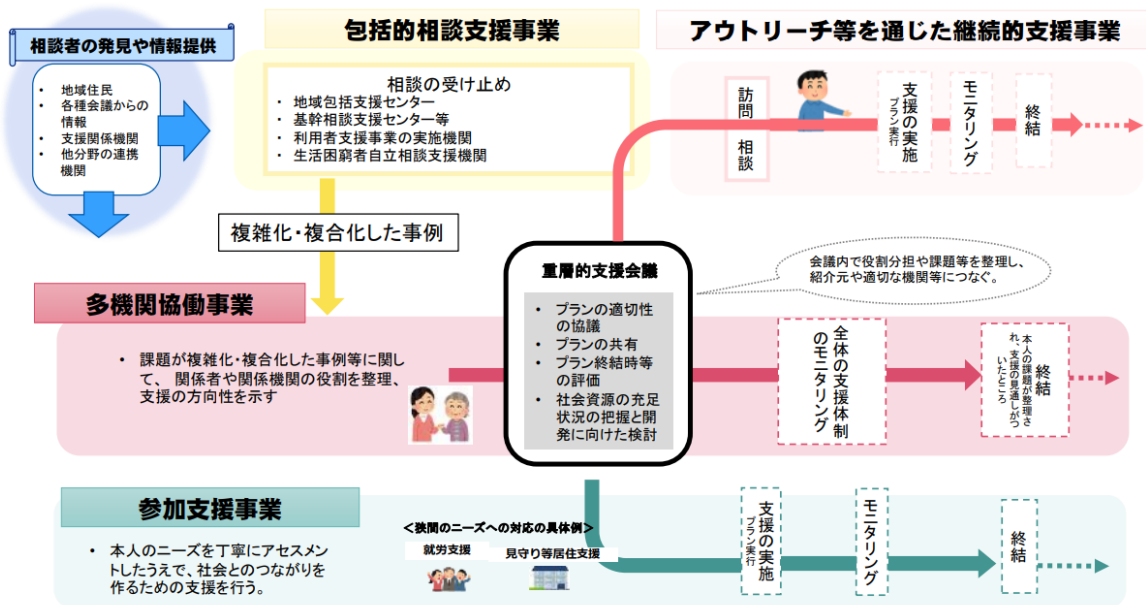 相談者の発見や情報提供
・ 地域住民
・ 各種会議からの
情報
・ 支援関係機関
・ 他分野の連携
機関
包括的相談支援事業
相談の受け止め
・ 地域包括支援センター
・ 基幹相談支援センター等
・ 利用者支援事業の実施機関
・ 生活困窮者自立相談支援機関
複雑化・複合化した事例
アウトリーチ等を通じた継続的支援事業
訪問 相談
支援の実施
プラン実行
モニタリング
終結
重層的支援会議
・ プランの適切性
の協議
・ プランの共有
・ プラン終結時等
の評価
・ 社会資源の充足
状況の把握と開
発に向けた検討
会議内で役割分担や課題等を整理し、
紹介元や適切な機関等につなぐ。
多機関協働事業
・ 課題が複雑化・複合化した事例等に関し
て、 関係者や関係機関の役割を整理、
支援の方向性を示す
全体の支援体制
のモニタリング
終結
本人の課題が整理さ
れ、支援の見通しがつ
いたところ
参加支援事業
・ 本人のニーズを丁寧にアセスメン
トしたうえで、社会とのつながりを
作るための支援を行う。
＜狭間のニーズへの対応の具体例＞
就労支援
見守り等居住支援
支援の実施
プラン実行
モニタリング
終結